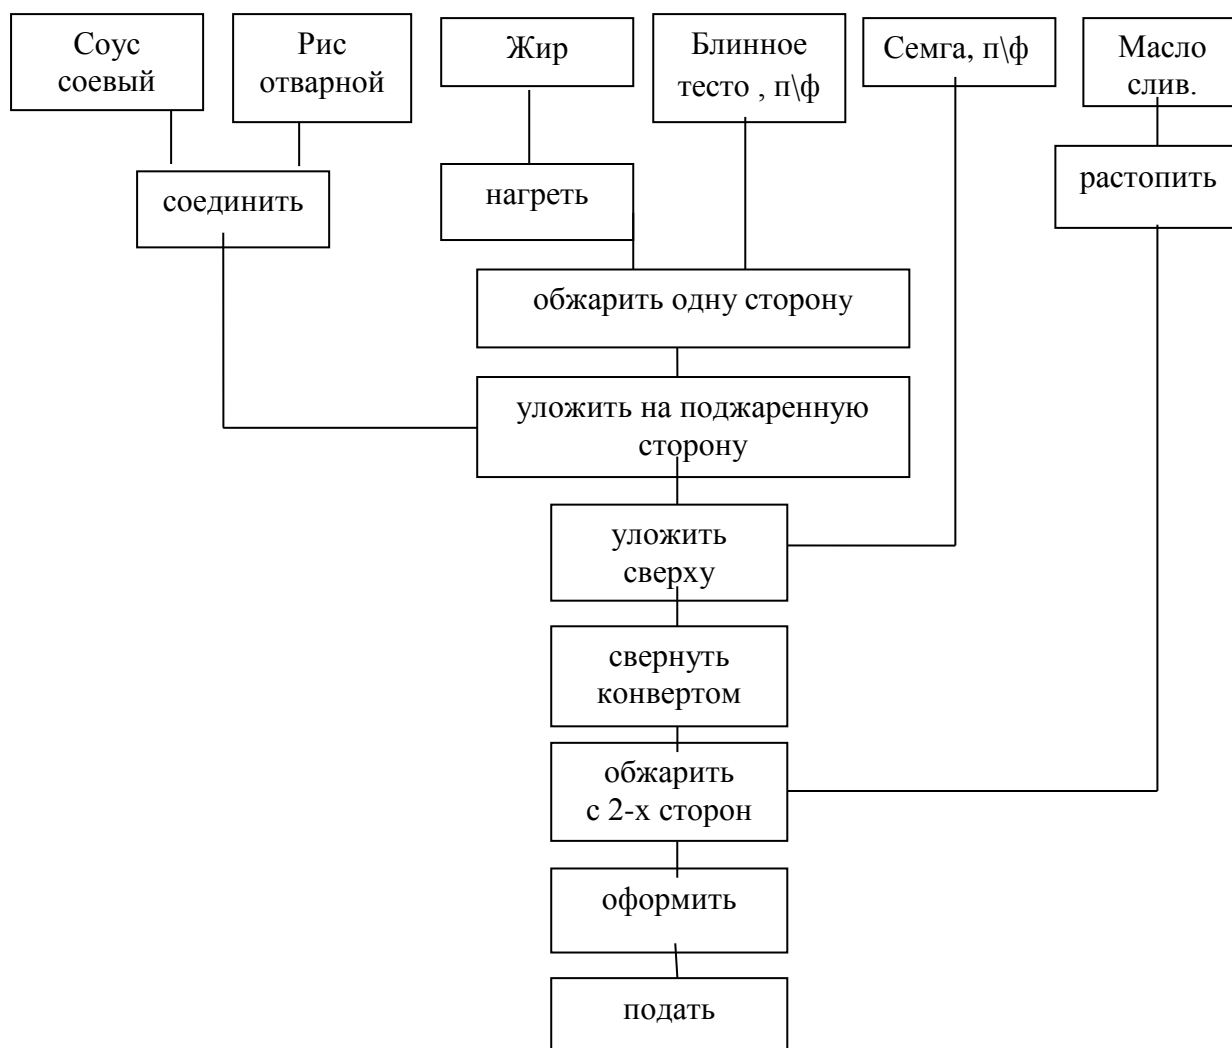 Соус
соевый
Рис
отварной
Жир
Блинное
тесто , п\ф
Семга, п\ф
Масло
слив.
соединить
нагреть
растопить
обжарить одну сторону
уложить на поджаренную
сторону
уложить
сверху
свернуть
конвертом
обжарить
с 2-х сторон
оформить
подать